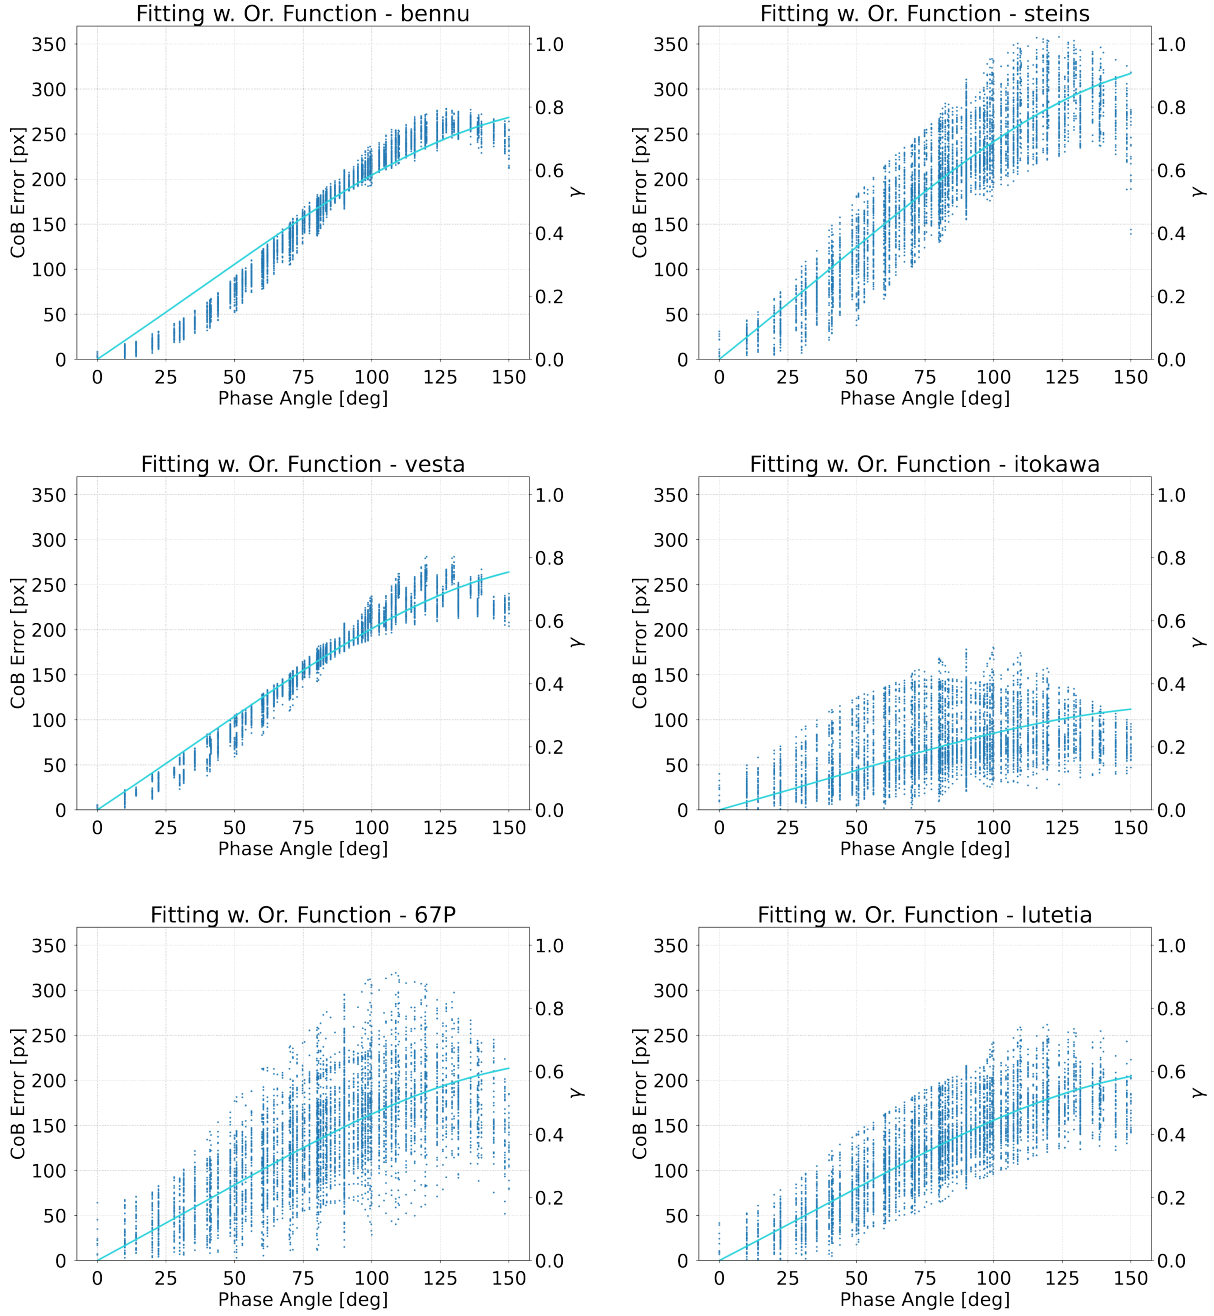 Fitting w. Or. Function - bennu
350
300
250
200
150
100
50
0
CoB Error [px]
1.0
0.8
0.6
0.4
0.2
0.0
γ
0 25 50 75 100 125 150
Phase Angle [deg]
Fitting w. Or. Function - steins
350
300
250
200
150
100
50
0
CoB Error [px]
1.0
0.8
0.6
0.4
0.2
0.0
γ
0 25 50 75 100 125 150
Phase Angle [deg]
Fitting w. Or. Function - vesta
350
300
250
200
150
100
50
0
CoB Error [px]
1.0
0.8
0.6
0.4
0.2
0.0
γ
0 25 50 75 100 125 150
Phase Angle [deg]
Fitting w. Or. Function - itokawa
350
300
250
200
150
100
50
0
CoB Error [px]
1.0
0.8
0.6
0.4
0.2
0.0
γ
0 25 50 75 100 125 150
Phase Angle [deg]
Fitting w. Or. Function - 67P
350
300
250
200
150
100
50
0
CoB Error [px]
1.0
0.8
0.6
0.4
0.2
0.0
γ
0 25 50 75 100 125 150
Phase Angle [deg]
Fitting w. Or. Function - lutetia
350
300
250
200
150
100
50
0
CoB Error [px]
1.0
0.8
0.6
0.4
0.2
0.0
γ
0 25 50 75 100 125 150
Phase Angle [deg]